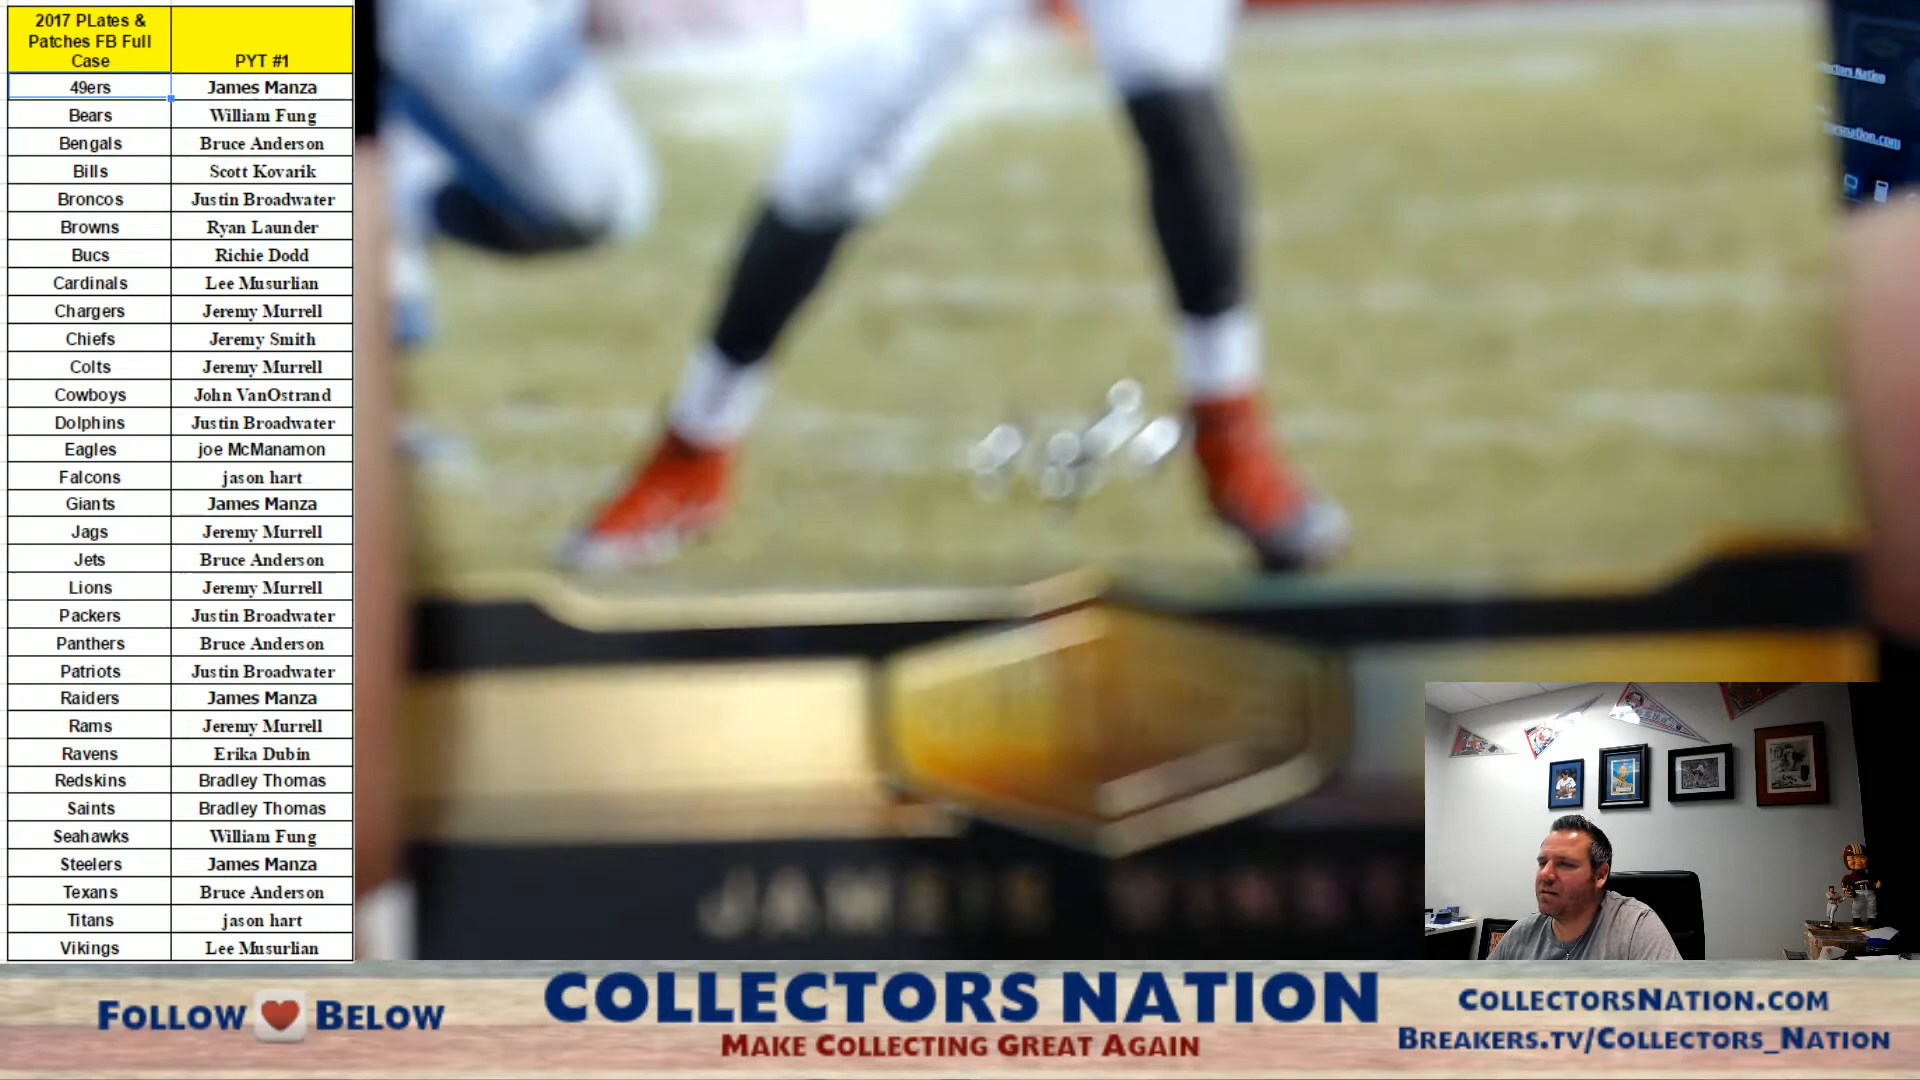 2017 PLates &
Patches FB Full
Case PYT #1
49ers James Manza
Bears William Fung
Bengals Bruce Anderson
Bills Scott Kovarik
Broncos Justin Broadwater
Browns Ryan Launder
Bucs Richie Dodd
Cardinals Lee Musurlian
Chargers Jeremy Murrell
Chiefs Jeremy Smith
Colts Jeremy Murrell
Cowboys John VanOstrand
Dolphins Justin Broadwater
Eagles joe McManamon
Falcons jason hart
Giants James Manza
Jags Jeremy Murrell
Jets Bruce Anderson
Lions Jeremy Murrell
Packers Justin Broadwater
Panthers Bruce Anderson
Patriots Justin Broadwater
Raiders James Manza
Rams Jeremy Murrell
Ravens Erika Dubin
Redskins Bradley Thomas
Saints Bradley Thomas
Seahawks William Fung
Steelers James Manza
Texans Bruce Anderson
Titans jason hart
Vikings Lee Musurlian
JAMEIS
FOLLOW BELOW
COLLECTORS NATION
MAKE COLLECTING GREAT AGAIN
COLLECTORSNATION.COM
BREAKERS.TV/COLLECTORS_NATION